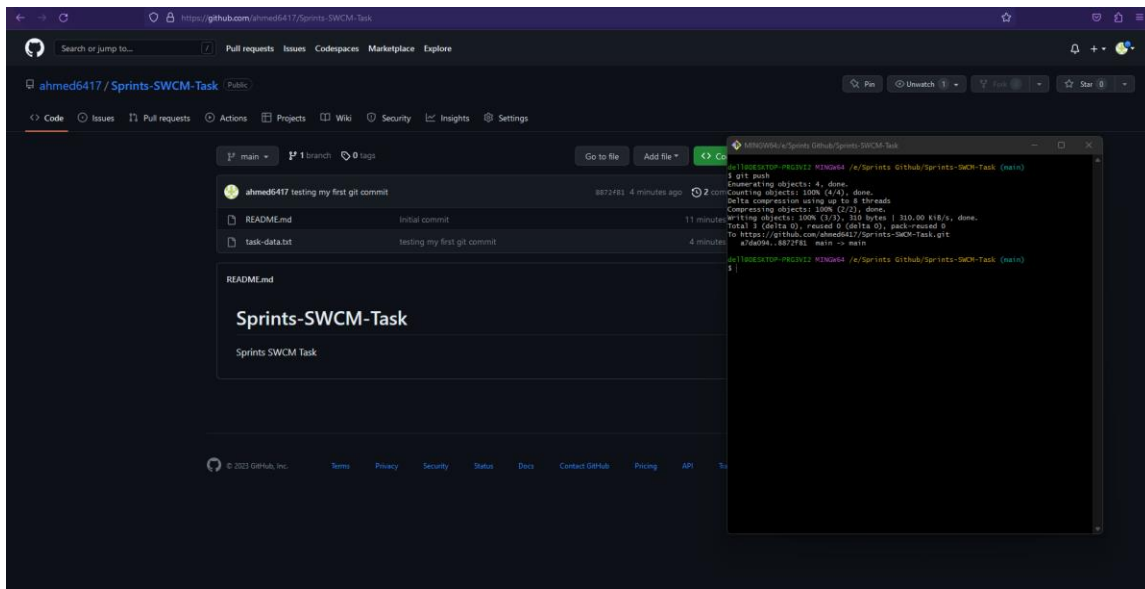 https://github.com/ahmed6417/Sprints-SWCM-Task
Search or jump to... / Pull requests Issues Codespaces Marketplace Explore
ahmed6417 / Sprints-SWCM-Task Public
Pin Unwatch 1 Fork Star 0
Code Issues Pull requests Actions Projects Wiki Security Insights Settings
main 1 branch 0 tags Go to file Add file
ahmed6417 testing my first git commit 8872f81 4 minutes ago 2 com
README.md Initial commit 11 minutes
task-data.txt testing my first git commit 4 minutes
README.md
Sprints-SWCM-Task
Sprints SWCM Task
© 2023 GitHub, Inc. Terms Privacy Security Status Docs Contact GitHub Pricing API
MINGW64:/e/Sprints Github/Sprints-SWCM-Task
dell@DESKTOP-PRG3VI2 MINGW64 /e/Sprints Github/Sprints-SWCM-Task (main)
$ git push
Enumerating objects: 4, done.
Counting objects: 100% (4/4), done.
Delta compression using up to 8 threads
Compressing objects: 100% (2/2), done.
Writing objects: 100% (3/3), 310 bytes | 310.00 KiB/s, done.
Total 3 (delta 0), reused 0 (delta 0), pack-reused 0
To https://github.com/ahmed6417/Sprints-SWCM-Task.git
a7da094..8872f81 main -> main
dell@DESKTOP-PRG3VI2 MINGW64 /e/Sprints Github/Sprints-SWCM-Task (main)
$